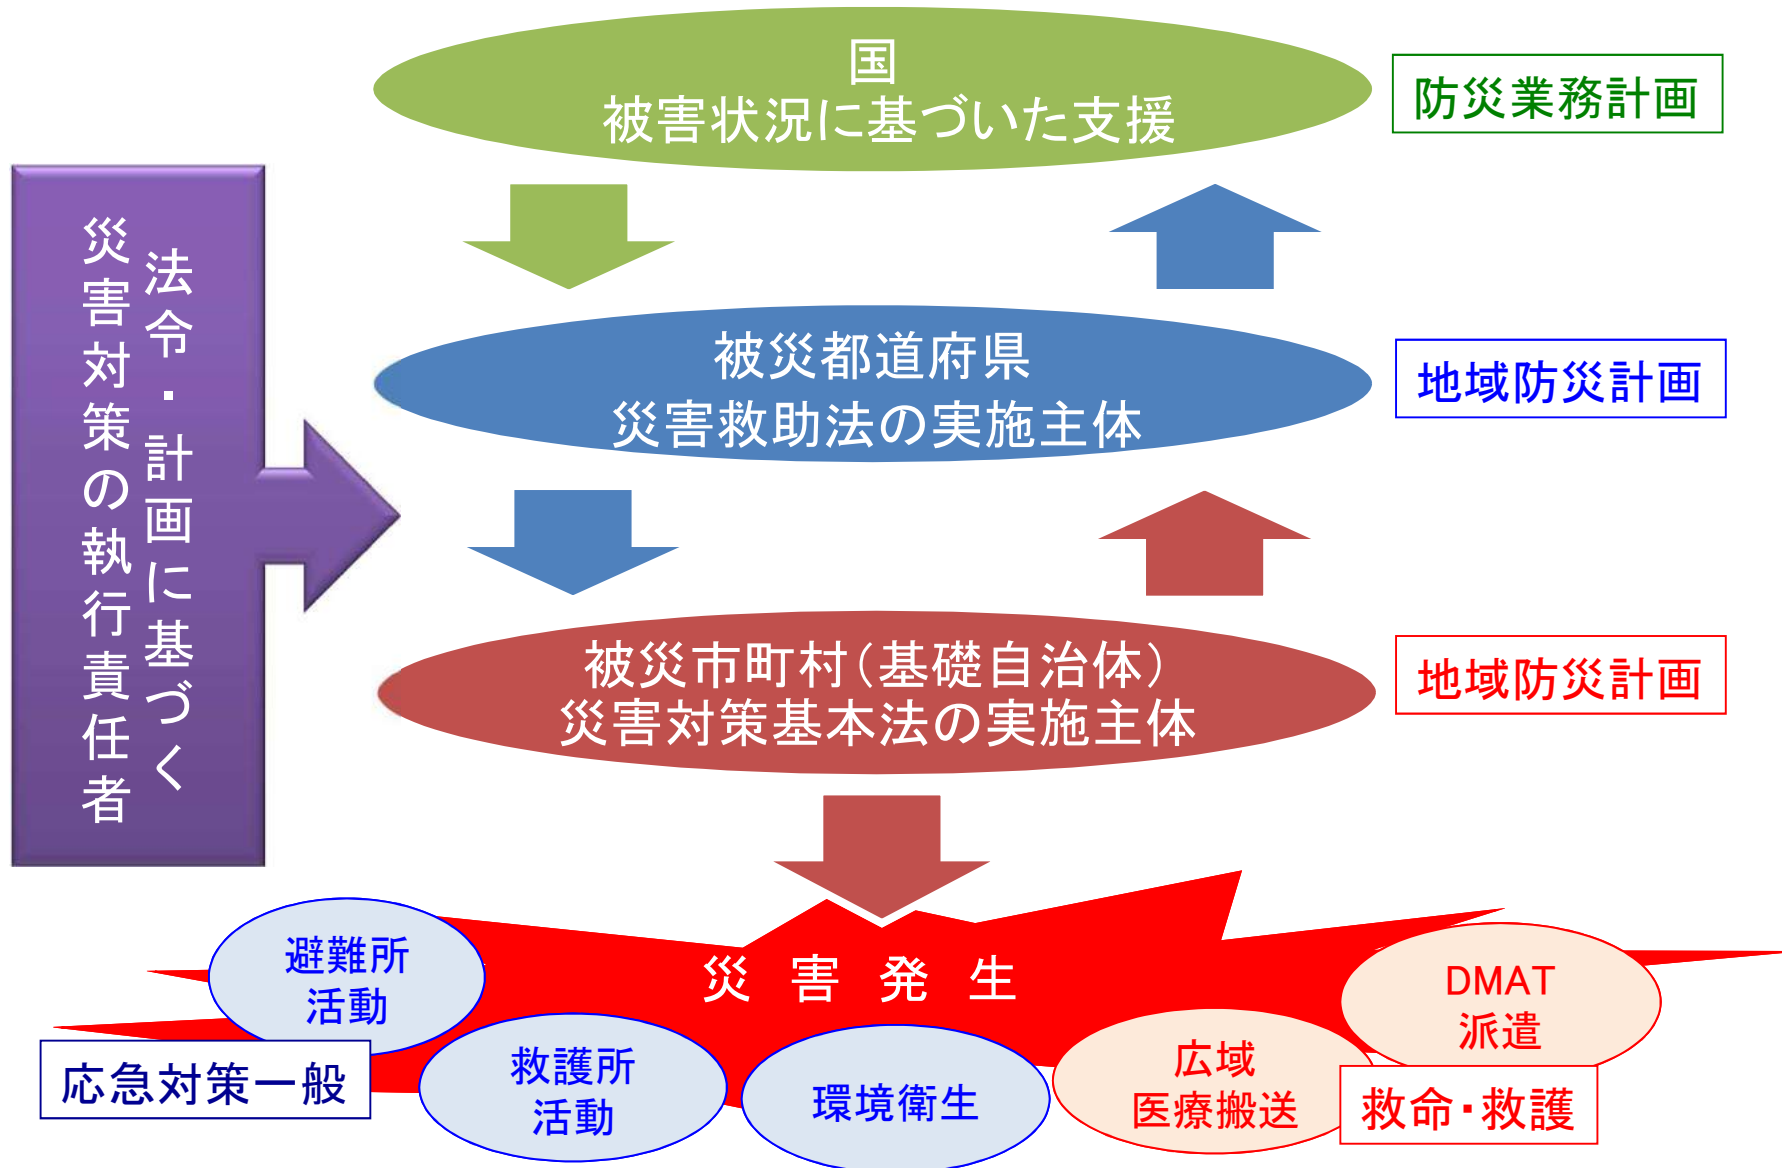 国
被害状況に基づいた支援
防災業務計画
法令・計画に基づく
災害対策の執行責任者
被災都道府県
災害救助法の実施主体
地域防災計画
被災市町村（基礎自治体）
災害対策基本法の実施主体
地域防災計画
災害発生
避難所
活動
DMAT
派遣
応急対策一般
救護所
活動
環境衛生
広域
医療搬送
救命・救護